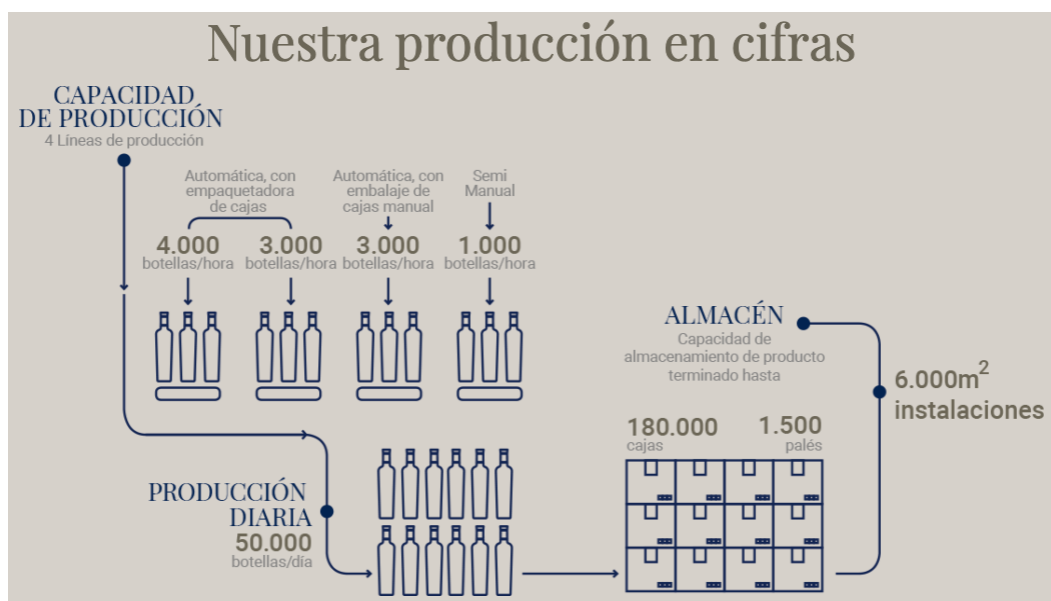 Nuestra producción en cifras
CAPACIDAD
DE PRODUCCIÓN
4 Líneas de producción
Automática, con
empaquetadora
de cajas
Automática, con
embalaje de
cajas manual
Semi
Manual
4.000
botellas/hora
3.000
botellas/hora
3.000
botellas/hora
1.000
botellas/hora
PRODUCCIÓN
DIARIA
50.000
botellas/día
ALMACÉN
Capacidad de
almacenamiento de producto
terminado hasta
180.000
cajas
1.500
palés
6.000m²
instalaciones